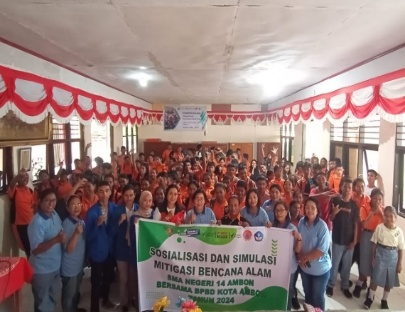 SOSIALISASI DAN SIMULASI
MITIGASI BENCANA ALAM
SMA NEGERI 14 AMBON
BERSAMA BPBD KOTA AMBON
TAHUN 2024